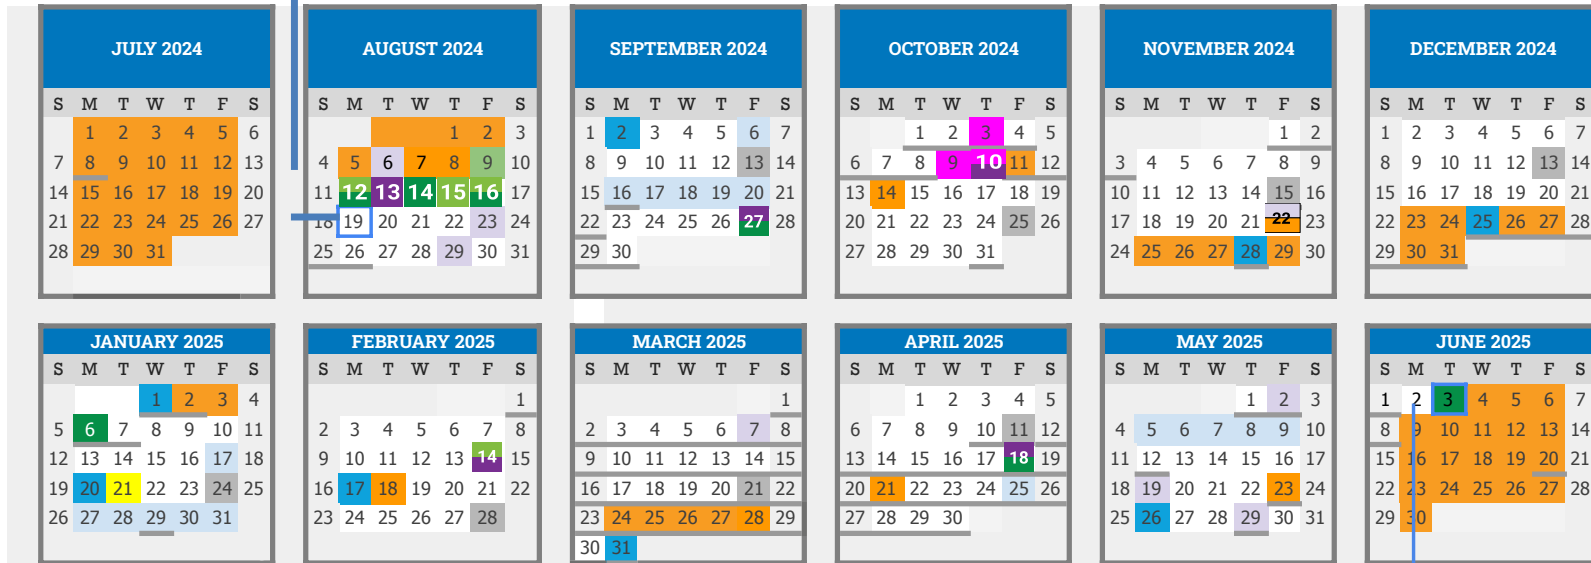 JULY 2024
S M T W T F S
1 2 3 4 5 6
7 8 9 10 11 12 13
14 15 16 17 18 19 20
21 22 23 24 25 26 27
28 29 30 31
AUGUST 2024
S M T W T F S
1 2 3
4 5 6 7 8 9 10
11 12 13 14 15 16 17
18 19 20 21 22 23 24
25 26 27 28 29 30 31
SEPTEMBER 2024
S M T W T F S
1 2 3 4 5 6 7
8 9 10 11 12 13 14
15 16 17 18 19 20 21
22 23 24 25 26 27 28
29 30
OCTOBER 2024
S M T W T F S
1 2 3 4 5
6 7 8 9 10 11 12
13 14 15 16 17 18 19
20 21 22 23 24 25 26
27 28 29 30 31
NOVEMBER 2024
S M T W T F S
1 2
3 4 5 6 7 8 9
10 11 12 13 14 15 16
17 18 19 20 21 22 23
24 25 26 27 28 29 30
DECEMBER 2024
S M T W T F S
1 2 3 4 5 6 7
8 9 10 11 12 13 14
15 16 17 18 19 20 21
22 23 24 25 26 27 28
29 30 31
JANUARY 2025
S M T W T F S
1 2 3 4
5 6 7 8 9 10 11
12 13 14 15 16 17 18
19 20 21 22 23 24 25
26 27 28 29 30 31
FEBRUARY 2025
S M T W T F S
1
2 3 4 5 6 7 8
9 10 11 12 13 14 15
16 17 18 19 20 21 22
23 24 25 26 27 28
MARCH 2025
S M T W T F S
1
2 3 4 5 6 7 8
9 10 11 12 13 14 15
16 17 18 19 20 21 22
23 24 25 26 27 28 29
30 31
APRIL 2025
S M T W T F S
1 2 3 4 5
6 7 8 9 10 11 12
13 14 15 16 17 18 19
20 21 22 23 24 25 26
27 28 29 30
MAY 2025
S M T W T F S
1 2 3
4 5 6 7 8 9 10
11 12 13 14 15 16 17
18 19 20 21 22 23 24
25 26 27 28 29 30 31
JUNE 2025
S M T W T F S
1 2 3 4 5 6 7
8 9 10 11 12 13 14
15 16 17 18 19 20 21
22 23 24 25 26 27 28
29 30